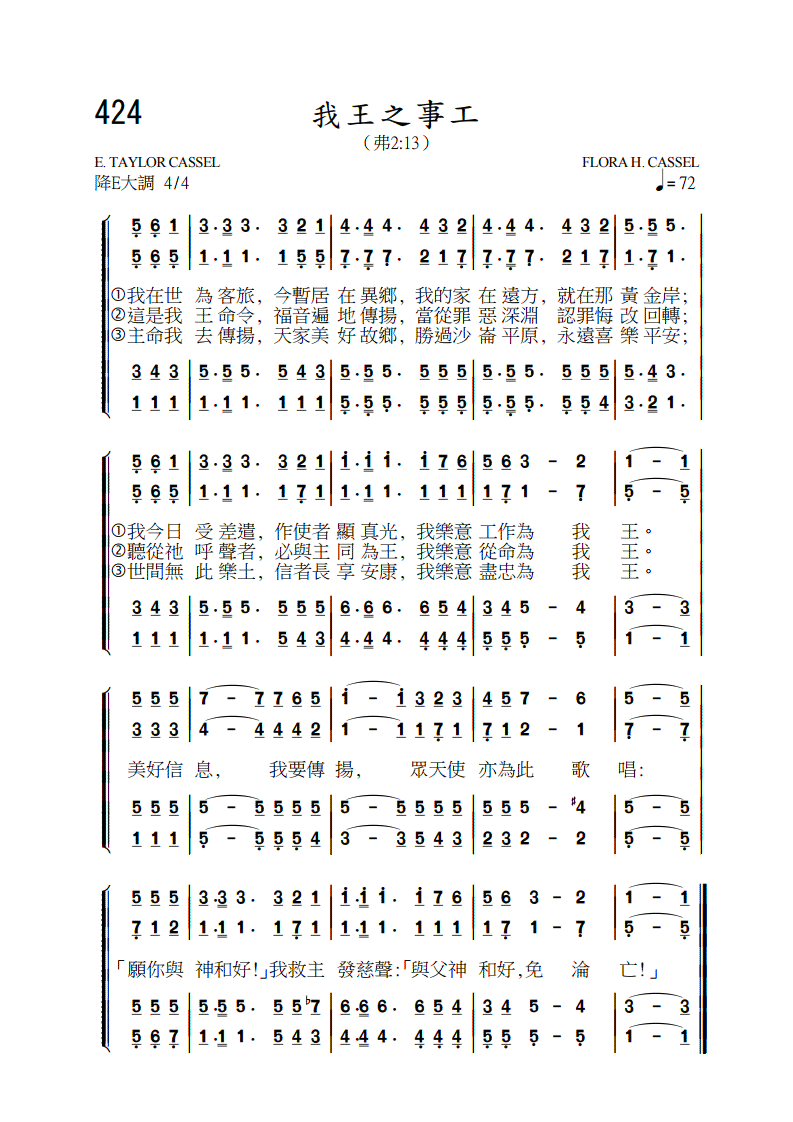 424
我王之事工
（弗2:13）
E. TAYLOR CASSEL
FLORA H. CASSEL
降E大調 4/4
♩= 72
5 6 1 3.3 3. 3 2 1 4.4 4. 4 3 2 4.4 4. 4 3 2 5.5 5.
5 6 5 1.1 1. 1 5 5 7.7 7. 2 1 7 7.7 7. 2 1 7 1.7 1.
①我在世 為客旅，今暫居 在異鄉，我的家 在遠方，就在那 黃金岸；
②這是我 王命令，福音遍 地傳揚，當從罪 惡深淵 認罪悔 改回轉；
③主命我 去傳揚，天家美 好故鄉，勝過沙 崙平原，永遠喜 樂平安；
3 4 3 5.5 5. 5 4 3 5.5 5. 5 5 5 5.5 5. 5 5 5 5.4 3.
1 1 1 1.1 1. 1 1 1 5.5 5. 5 5 5 5.5 5. 5 5 4 3.2 1.
5 6 1 3.3 3. 3 2 1 i.i i. i 7 6 5 6 3 – 2 1 – 1
5 6 5 1.1 1. 1 7 1 1.1 1. 1 1 1 1 7 1 – 7 5 – 5
①我今日 受差遣，作使者 顯真光，我樂意 工作為 我 王。
②聽從祂 呼聲者，必與主 同為王，我樂意 從命為 我 王。
③世間無 此樂土，信者長 享安康，我樂意 盡忠為 我 王。
3 4 3 5.5 5. 5 5 5 6.6 6. 6 5 4 3 4 5 – 4 3 – 3
1 1 1 1.1 1. 5 4 3 4.4 4. 4 4 4 5 5 5 – 5 1 – 1
5 5 5 7 – 7 7 6 5 i – i 3 2 3 4 5 7 – 6 5 – 5
3 3 3 4 – 4 4 4 2 1 – 1 1 7 1 7 1 2 – 1 7 – 7
美好信 息， 我要傳 揚， 眾天使 亦為此 歌 唱：
5 5 5 5 – 5 5 5 5 5 – 5 5 5 5 5 5 5 – ♯4 5 – 5
1 1 1 5 – 5 5 5 4 3 – 3 5 4 3 2 3 2 – 2 5 – 5
5 5 5 3.3 3. 3 2 1 i.i i. i 7 6 5 6 3 – 2 1 – 1
7 1 2 1.1 1. 1 7 1 1.1 1. 1 1 1 1 7 1 – 7 5 – 5
「願你與 神和好！」我救主 發慈聲：「與父神 和好，免 淪 亡！」
5 5 5 5.5 5. 5 5 ♭7 6.6 6. 6 5 4 3 4 5 – 4 3 – 3
5 6 7 1.1 1. 5 4 3 4.4 4. 4 4 4 5 5 5 – 5 1 – 1